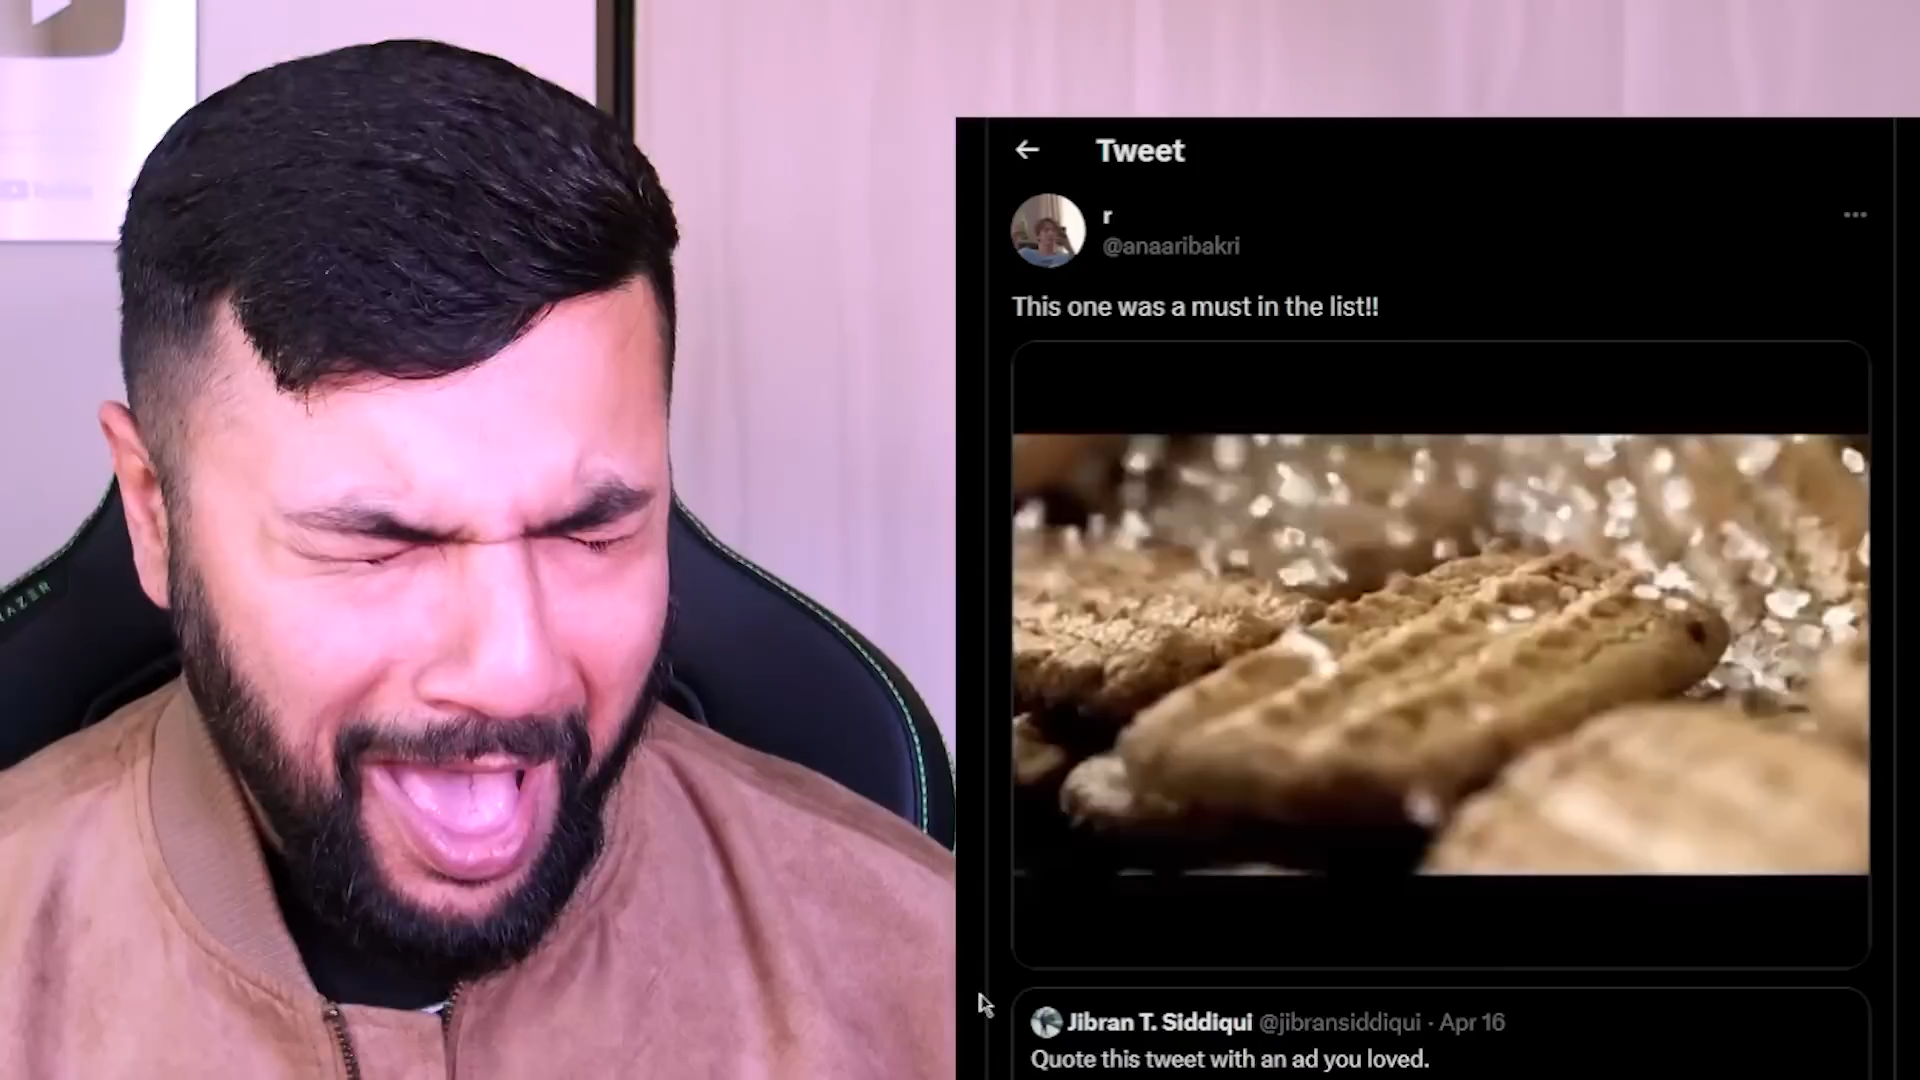 Tweet
r
@anaaribakri
This one was a must in the list!!
Jibran T. Siddiqui @jibransiddiqui · Apr 16
Quote this tweet with an ad you loved.